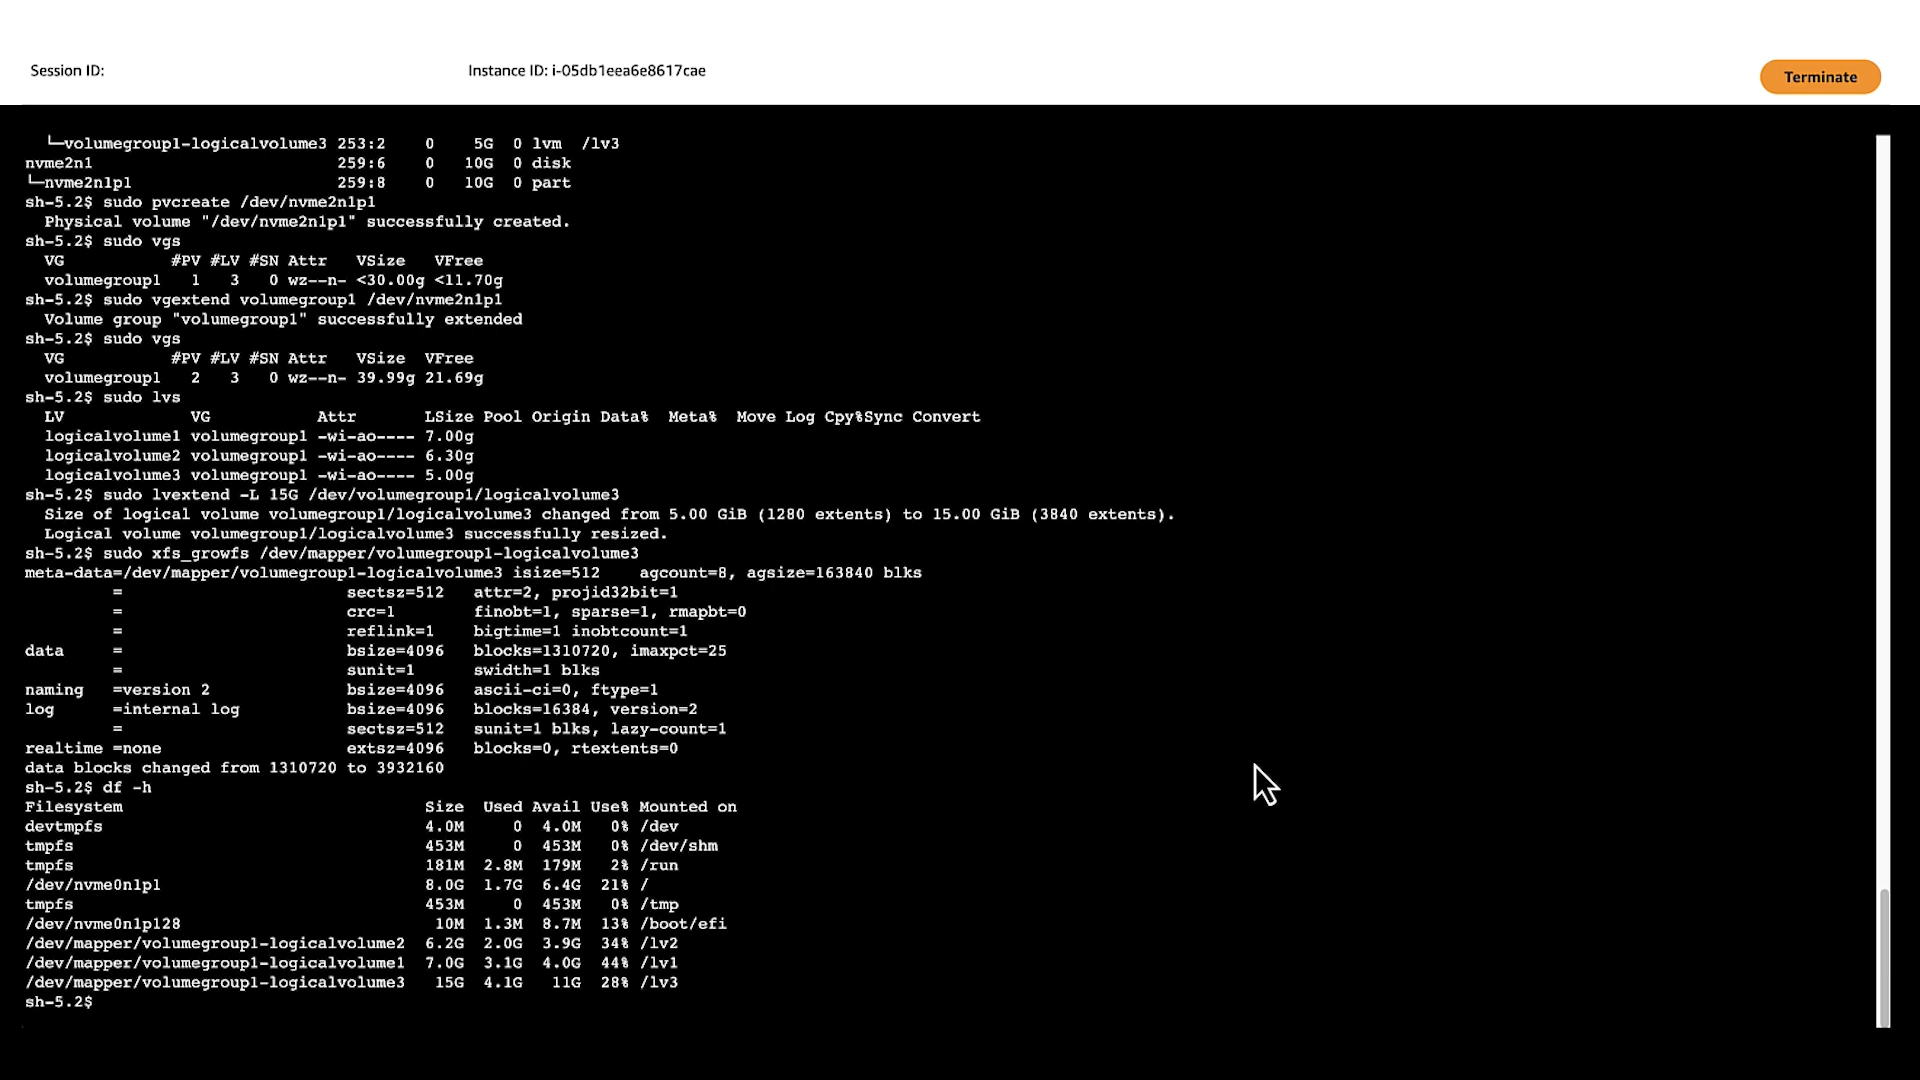 Session ID:
Instance ID: i-05db1eea6e8617cae
Terminate
└─volumegroup1-logicalvolume3 253:2    0    5G  0 lvm  /lv3
nvme2n1                         259:6    0   10G  0 disk
└─nvme2n1p1                     259:8    0   10G  0 part
sh-5.2$ sudo pvcreate /dev/nvme2n1p1
  Physical volume "/dev/nvme2n1p1" successfully created.
sh-5.2$ sudo vgs
  VG           #PV #LV #SN Attr   VSize   VFree
  volumegroup1   1   3   0 wz--n- <30.00g <11.70g
sh-5.2$ sudo vgextend volumegroup1 /dev/nvme2n1p1
  Volume group "volumegroup1" successfully extended
sh-5.2$ sudo vgs
  VG           #PV #LV #SN Attr   VSize  VFree
  volumegroup1   2   3   0 wz--n- 39.99g 21.69g
sh-5.2$ sudo lvs
  LV             VG           Attr       LSize Pool Origin Data%  Meta%  Move Log Cpy%Sync Convert
  logicalvolume1 volumegroup1 -wi-ao---- 7.00g
  logicalvolume2 volumegroup1 -wi-ao---- 6.30g
  logicalvolume3 volumegroup1 -wi-ao---- 5.00g
sh-5.2$ sudo lvextend -L 15G /dev/volumegroup1/logicalvolume3
  Size of logical volume volumegroup1/logicalvolume3 changed from 5.00 GiB (1280 extents) to 15.00 GiB (3840 extents).
  Logical volume volumegroup1/logicalvolume3 successfully resized.
sh-5.2$ sudo xfs_growfs /dev/mapper/volumegroup1-logicalvolume3
meta-data=/dev/mapper/volumegroup1-logicalvolume3 isize=512    agcount=8, agsize=163840 blks
         =                       sectsz=512   attr=2, projid32bit=1
         =                       crc=1        finobt=1, sparse=1, rmapbt=0
         =                       reflink=1    bigtime=1 inobtcount=1
data     =                       bsize=4096   blocks=1310720, imaxpct=25
         =                       sunit=1      swidth=1 blks
naming   =version 2              bsize=4096   ascii-ci=0, ftype=1
log      =internal log           bsize=4096   blocks=16384, version=2
         =                       sectsz=512   sunit=1 blks, lazy-count=1
realtime =none                   extsz=4096   blocks=0, rtextents=0
data blocks changed from 1310720 to 3932160
sh-5.2$ df -h
Filesystem                               Size  Used Avail Use% Mounted on
devtmpfs                                 4.0M     0  4.0M   0% /dev
tmpfs                                    453M     0  453M   0% /dev/shm
tmpfs                                    181M  2.8M  179M   2% /run
/dev/nvme0n1p1                           8.0G  1.7G  6.4G  21% /
tmpfs                                    453M     0  453M   0% /tmp
/dev/nvme0n1p128                          10M  1.3M  8.7M  13% /boot/efi
/dev/mapper/volumegroup1-logicalvolume2  6.2G  2.0G  3.9G  34% /lv2
/dev/mapper/volumegroup1-logicalvolume1  7.0G  3.1G  4.0G  44% /lv1
/dev/mapper/volumegroup1-logicalvolume3   15G  4.1G   11G  28% /lv3
sh-5.2$